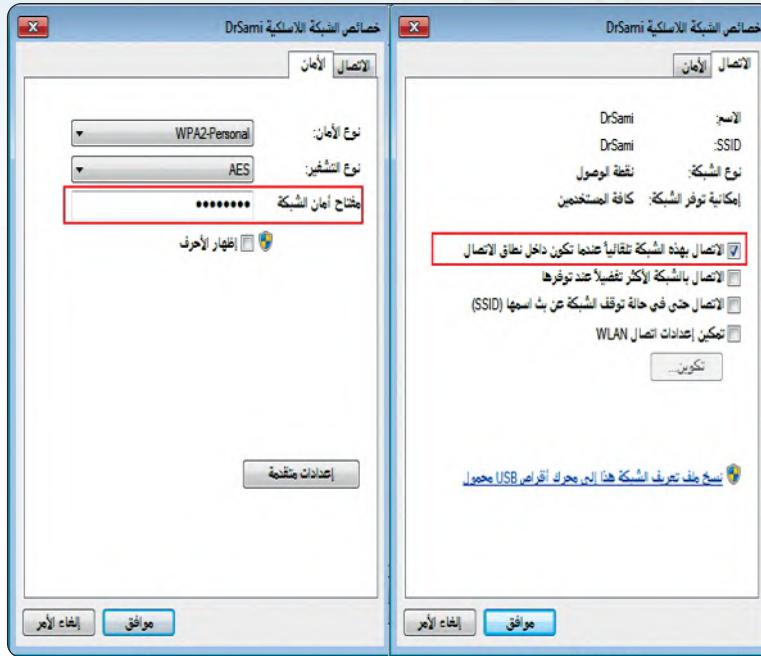 خصائص الشبكة اللاسلكية DrSami
الاتصال
الأمان
الاسم: DrSami
SSID: DrSami
نوع الشبكة: نقطة الوصول
إمكانية توفر الشبكة: كافة المستخدمين
الاتصال بهذه الشبكة تلقائياً عندما تكون داخل نطاق الاتصال
الاتصال بالشبكة الأكثر تفضيلاً عند توفرها
الاتصال حتى في حالة توقف الشبكة عن بث اسمها (SSID)
تمكين إعدادات اتصال WLAN
تكوين...
نسخ ملف تعريف الشبكة هذا إلى محرك أقراص USB محمول
موافق
إلغاء الأمر
خصائص الشبكة اللاسلكية DrSami
الاتصال
الأمان
نوع الأمان: WPA2-Personal
نوع التشفير: AES
مفتاح أمان الشبكة ••••••••
إظهار الأحرف
إعدادات متقدمة
موافق
إلغاء الأمر